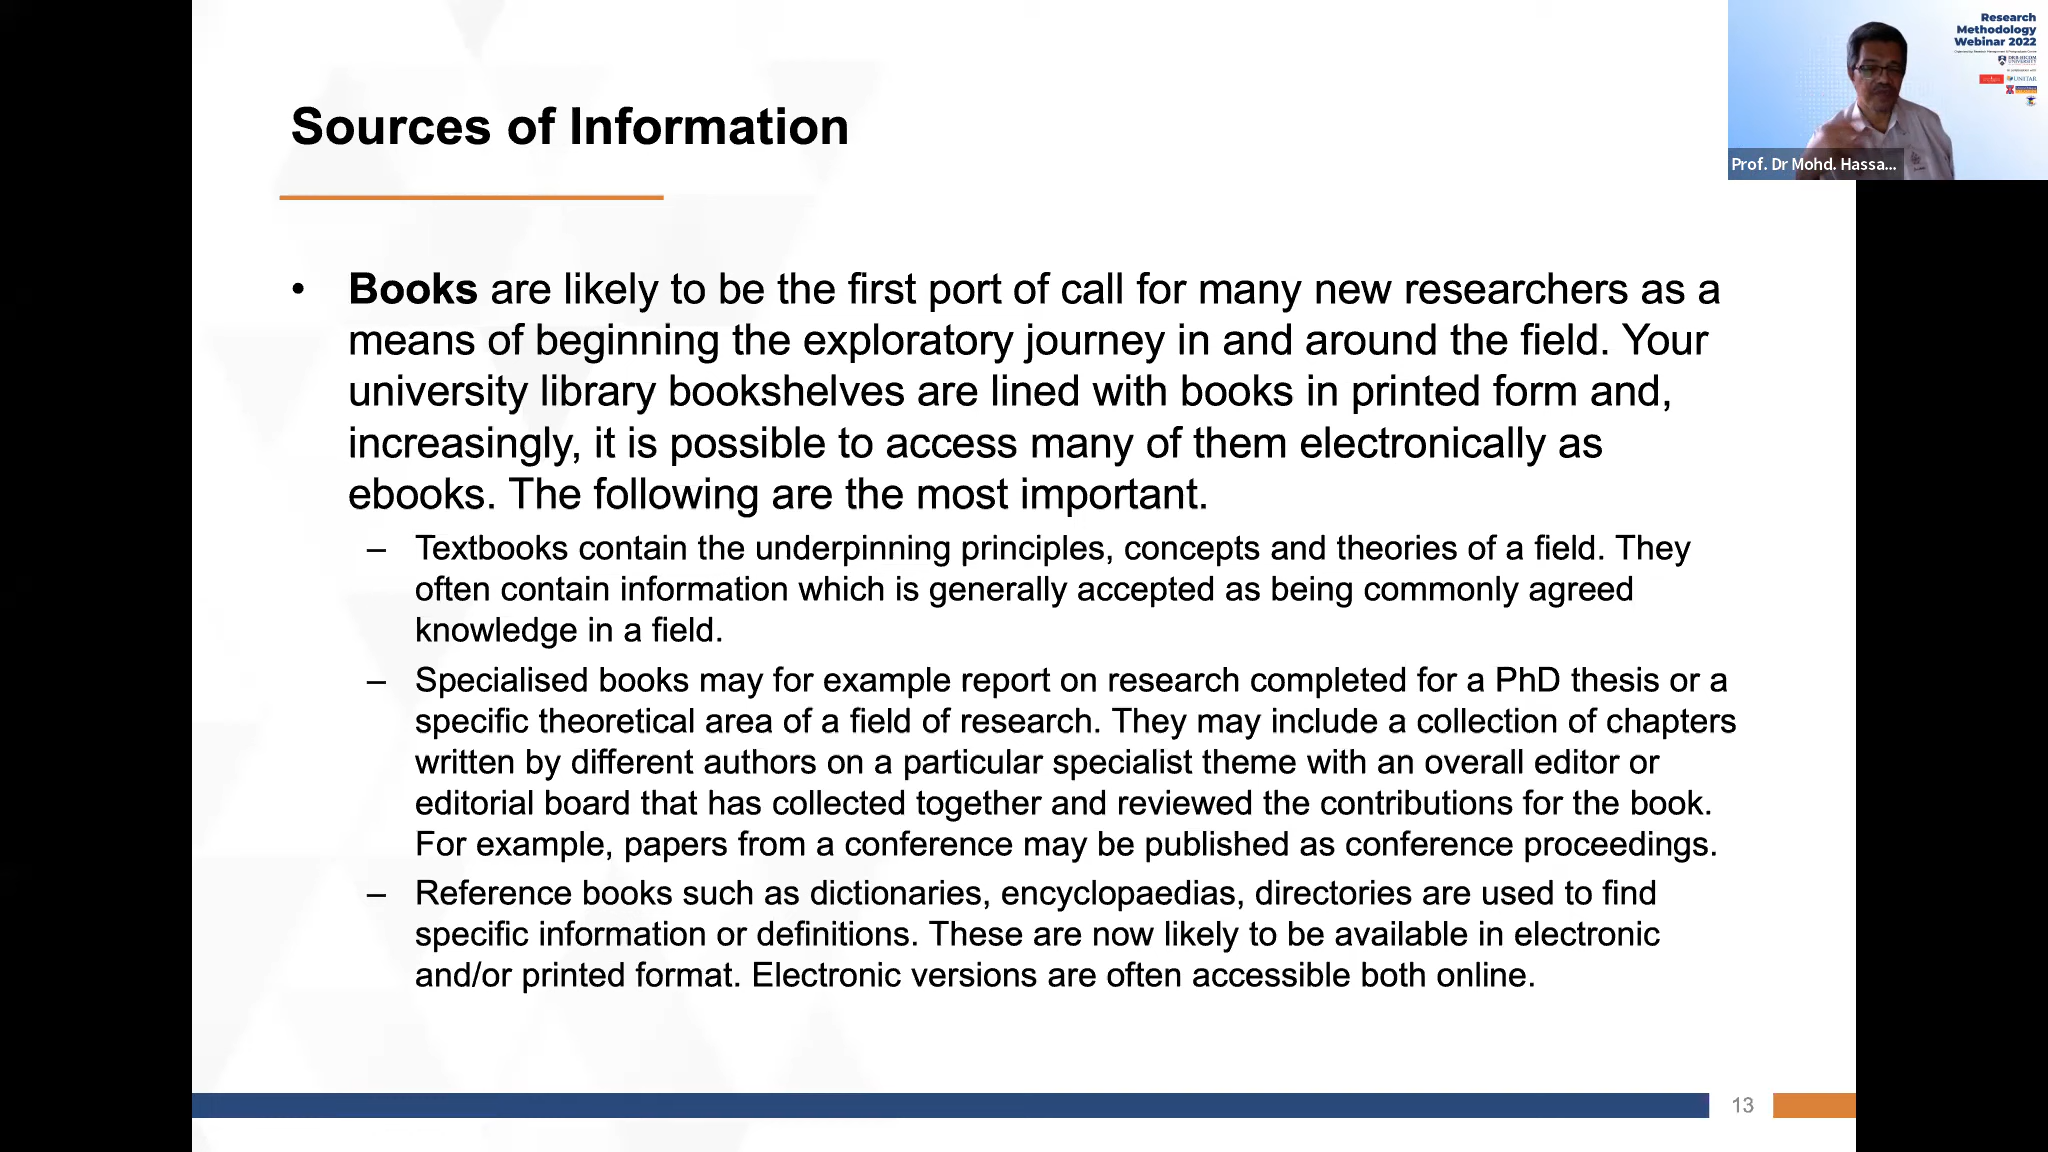 Research
Methodology
Webinar 2022
DRB-HICOM
UNIVERSITY
UNITAR
Prof. Dr Mohd. Hassa...
Sources of Information
• Books are likely to be the first port of call for many new researchers as a
means of beginning the exploratory journey in and around the field. Your
university library bookshelves are lined with books in printed form and,
increasingly, it is possible to access many of them electronically as
ebooks. The following are the most important.
– Textbooks contain the underpinning principles, concepts and theories of a field. They
often contain information which is generally accepted as being commonly agreed
knowledge in a field.
– Specialised books may for example report on research completed for a PhD thesis or a
specific theoretical area of a field of research. They may include a collection of chapters
written by different authors on a particular specialist theme with an overall editor or
editorial board that has collected together and reviewed the contributions for the book.
For example, papers from a conference may be published as conference proceedings.
– Reference books such as dictionaries, encyclopaedias, directories are used to find
specific information or definitions. These are now likely to be available in electronic
and/or printed format. Electronic versions are often accessible both online.
13